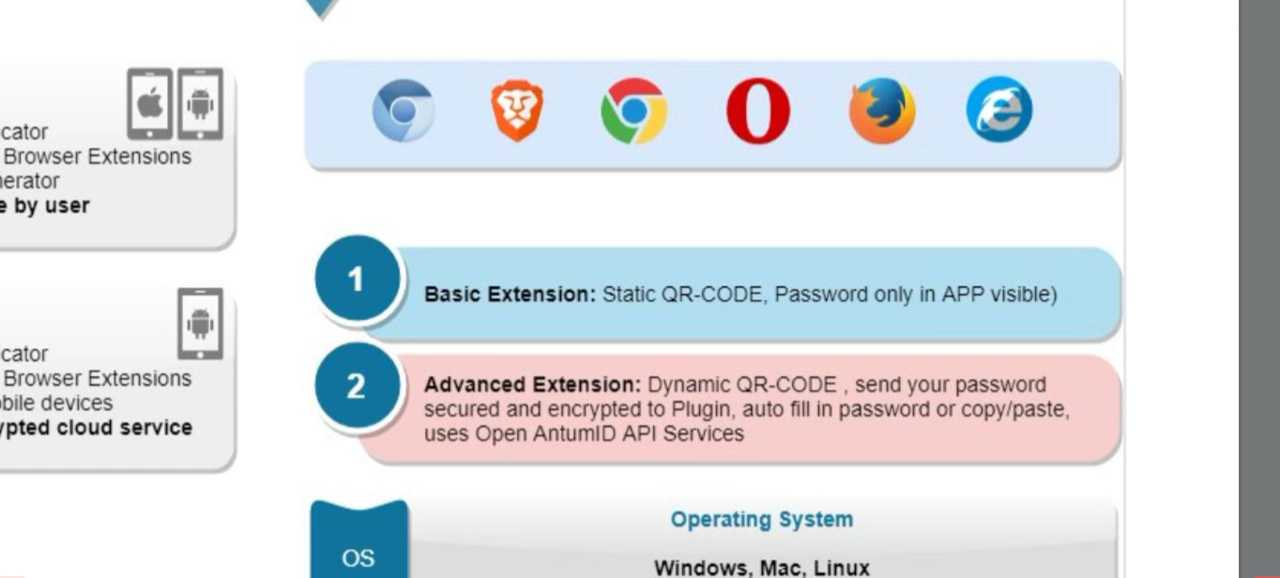 cator
Browser Extensions
nerator
e by user
cator
Browser Extensions
obile devices
ypted cloud service
1
Basic Extension: Static QR-CODE, Password only in APP visible)
2
Advanced Extension: Dynamic QR-CODE , send your password
secured and encrypted to Plugin, auto fill in password or copy/paste,
uses Open AntumID API Services
OS
Operating System
Windows, Mac, Linux